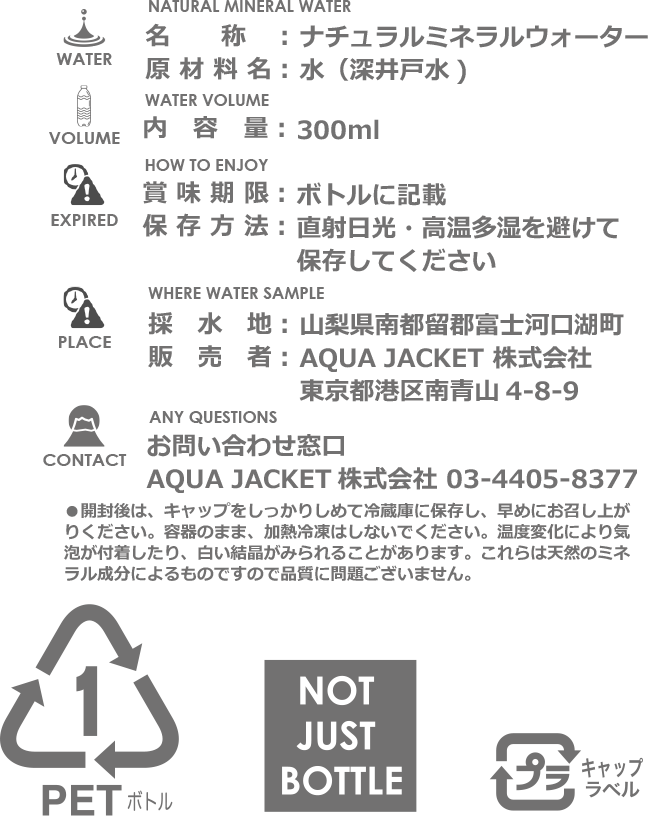 NATURAL MINERAL WATER
WATER
名称：ナチュラルミネラルウォーター
原材料名：水（深井戸水）
WATER VOLUME
VOLUME
内容量：300ml
HOW TO ENJOY
EXPIRED
賞味期限：ボトルに記載
保存方法：直射日光・高温多湿を避けて
保存してください
WHERE WATER SAMPLE
PLACE
採水地：山梨県南都留郡富士河口湖町
販売者：AQUA JACKET 株式会社
東京都港区南青山 4-8-9
ANY QUESTIONS
CONTACT
お問い合わせ窓口
AQUA JACKET 株式会社 03-4405-8377
●開封後は、キャップをしっかりしめて冷蔵庫に保存し、早めにお召し上が
りください。容器のまま、加熱冷凍はしないでください。温度変化により気
泡が付着したり、白い結晶がみられることがあります。これらは天然のミネ
ラル成分によるものですので品質に問題ございません。
1
PET ボトル
NOT
JUST
BOTTLE
プラ
キャップ
ラベル